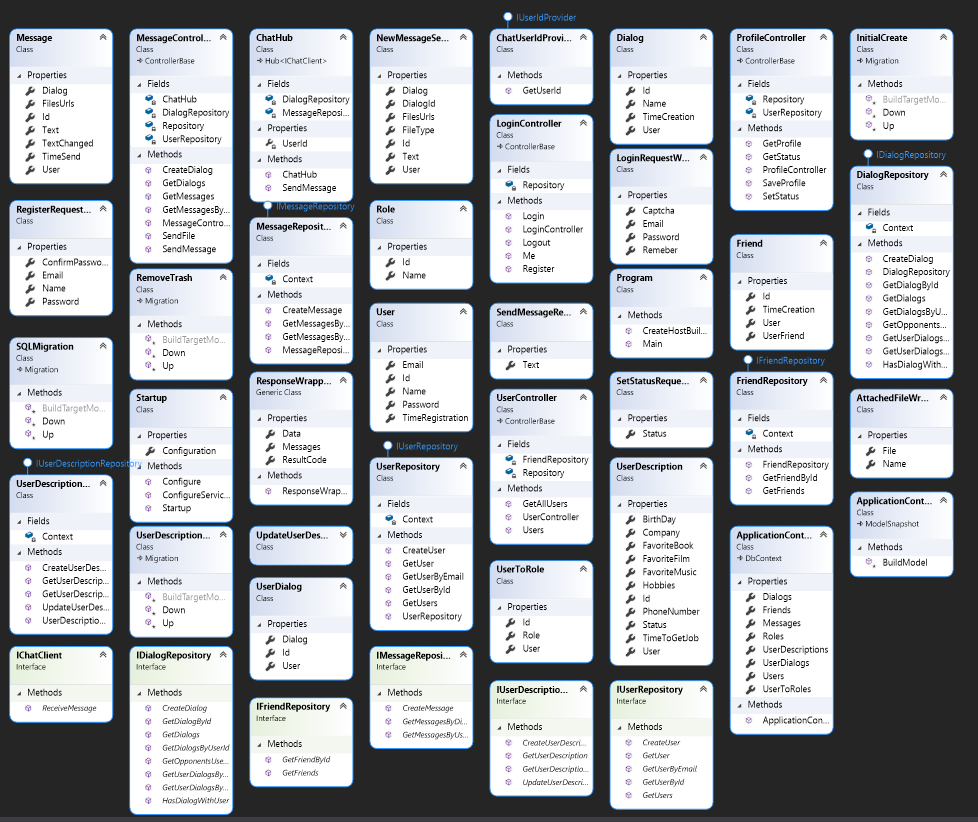 Message
Class
Properties
Dialog
FilesUrls
Id
Text
TextChanged
TimeSend
User
RegisterRequest...
Class
Properties
ConfirmPasswo...
Email
Name
Password
SQLMigration
Class
Migration
Methods
BuildTargetMo...
Down
Up
IUserDescriptionRepository
UserDescription...
Class
Fields
Context
Methods
CreateUserDes...
GetUserDescrip...
GetUserDescrip...
UpdateUserDes...
UserDescriptio...
IChatClient
Interface
Methods
ReceiveMessage
MessageControl...
Class
ControllerBase
Fields
ChatHub
DialogRepository
Repository
UserRepository
Methods
CreateDialog
GetDialogs
GetMessages
GetMessagesBy...
MessageContro...
SendFile
SendMessage
RemoveTrash
Class
Migration
Methods
BuildTargetMo...
Down
Up
Startup
Class
Properties
Configuration
Methods
Configure
ConfigureServic...
Startup
UserDescription...
Class
Migration
Methods
BuildTargetMo...
Down
Up
IDialogRepository
Interface
Methods
CreateDialog
GetDialogById
GetDialogs
GetDialogsByUserId
GetOpponentsUse...
GetUserDialogsBy...
GetUserDialogsBy...
HasDialogWithUser
ChatHub
Class
Hub<IChatClient>
Fields
DialogRepository
MessageReposi...
Properties
UserId
Methods
ChatHub
SendMessage
IMessageRepository
MessageReposit...
Class
Fields
Context
Methods
CreateMessage
GetMessagesBy...
GetMessagesBy...
MessageReposi...
ResponseWrapp...
Generic Class
Properties
Data
Messages
ResultCode
Methods
ResponseWrap...
UpdateUserDes...
Class
UserDialog
Class
Properties
Dialog
Id
User
IFriendRepository
Interface
Methods
GetFriendById
GetFriends
NewMessageSe...
Class
Properties
Dialog
DialogId
FilesUrls
FileType
Id
Text
User
Role
Class
Properties
Id
Name
User
Class
Properties
Email
Id
Name
Password
TimeRegistration
IUserRepository
UserRepository
Class
Fields
Context
Methods
CreateUser
GetUser
GetUserByEmail
GetUserById
GetUsers
UserRepository
IMessageReposi...
Interface
Methods
CreateMessage
GetMessagesByDi...
GetMessagesByUs...
IUserIdProvider
ChatUserIdProvi...
Class
Methods
GetUserId
LoginController
Class
ControllerBase
Fields
Repository
Methods
Login
LoginController
Logout
Me
Register
SendMessageRe...
Class
Properties
Text
UserController
Class
ControllerBase
Fields
FriendRepository
Repository
Methods
GetAllUsers
UserController
Users
UserToRole
Class
Properties
Id
Role
User
IUserDescriptio...
Interface
Methods
CreateUserDescri...
GetUserDescription
GetUserDescriptio...
UpdateUserDescri...
Dialog
Class
Properties
Id
Name
TimeCreation
User
LoginRequestW...
Class
Properties
Captcha
Email
Password
Remeber
Program
Class
Methods
CreateHostBuil...
Main
SetStatusReque...
Class
Properties
Status
UserDescription
Class
Properties
BirthDay
Company
FavoriteBook
FavoriteFilm
FavoriteMusic
Hobbies
Id
PhoneNumber
Status
TimeToGetJob
User
IUserRepository
Interface
Methods
CreateUser
GetUser
GetUserByEmail
GetUserById
GetUsers
ProfileController
Class
ControllerBase
Fields
Repository
UserRepository
Methods
GetProfile
GetStatus
ProfileController
SaveProfile
SetStatus
Friend
Class
Properties
Id
TimeCreation
User
UserFriend
IFriendRepository
FriendRepository
Class
Fields
Context
Methods
FriendRepository
GetFriendById
GetFriends
ApplicationCont...
Class
DbContext
Properties
Dialogs
Friends
Messages
Roles
UserDescriptions
UserDialogs
Users
UserToRoles
Methods
ApplicationCon...
InitialCreate
Class
Migration
Methods
BuildTargetMo...
Down
Up
IDialogRepository
DialogRepository
Class
Fields
Context
Methods
CreateDialog
DialogRepository
GetDialogById
GetDialogs
GetDialogsByU...
GetOpponents...
GetUserDialogs...
GetUserDialogs...
HasDialogWith...
AttachedFileWr...
Class
Properties
File
Name
ApplicationCont...
Class
ModelSnapshot
Methods
BuildModel